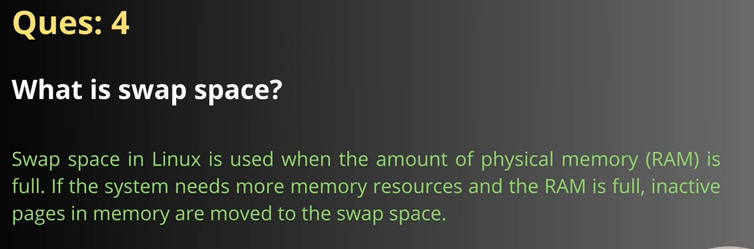 Ques: 4
What is swap space?
Swap space in Linux is used when the amount of physical memory (RAM) is
full. If the system needs more memory resources and the RAM is full, inactive
pages in memory are moved to the swap space.